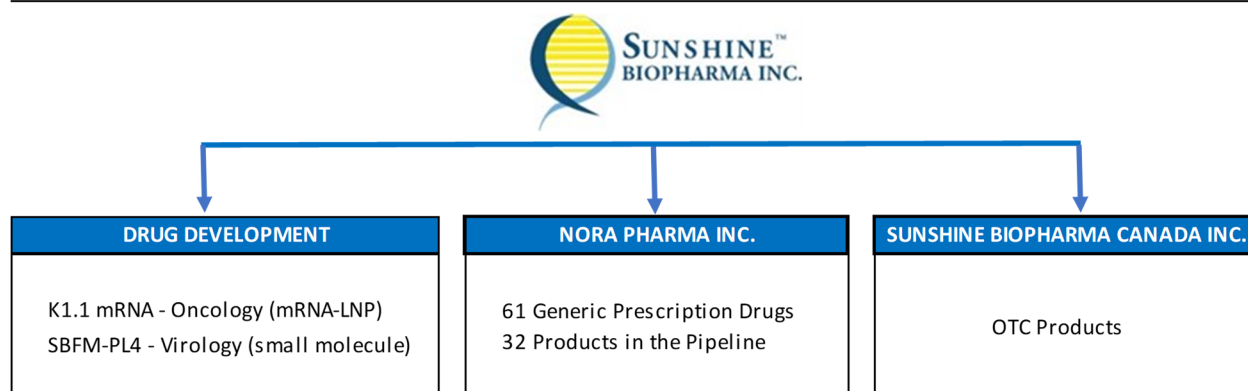 SUNSHINE™
BIOPHARMA INC.
DRUG DEVELOPMENT
K1.1 mRNA - Oncology (mRNA-LNP)
SBFM-PL4 - Virology (small molecule)
NORA PHARMA INC.
61 Generic Prescription Drugs
32 Products in the Pipeline
SUNSHINE BIOPHARMA CANADA INC.
OTC Products